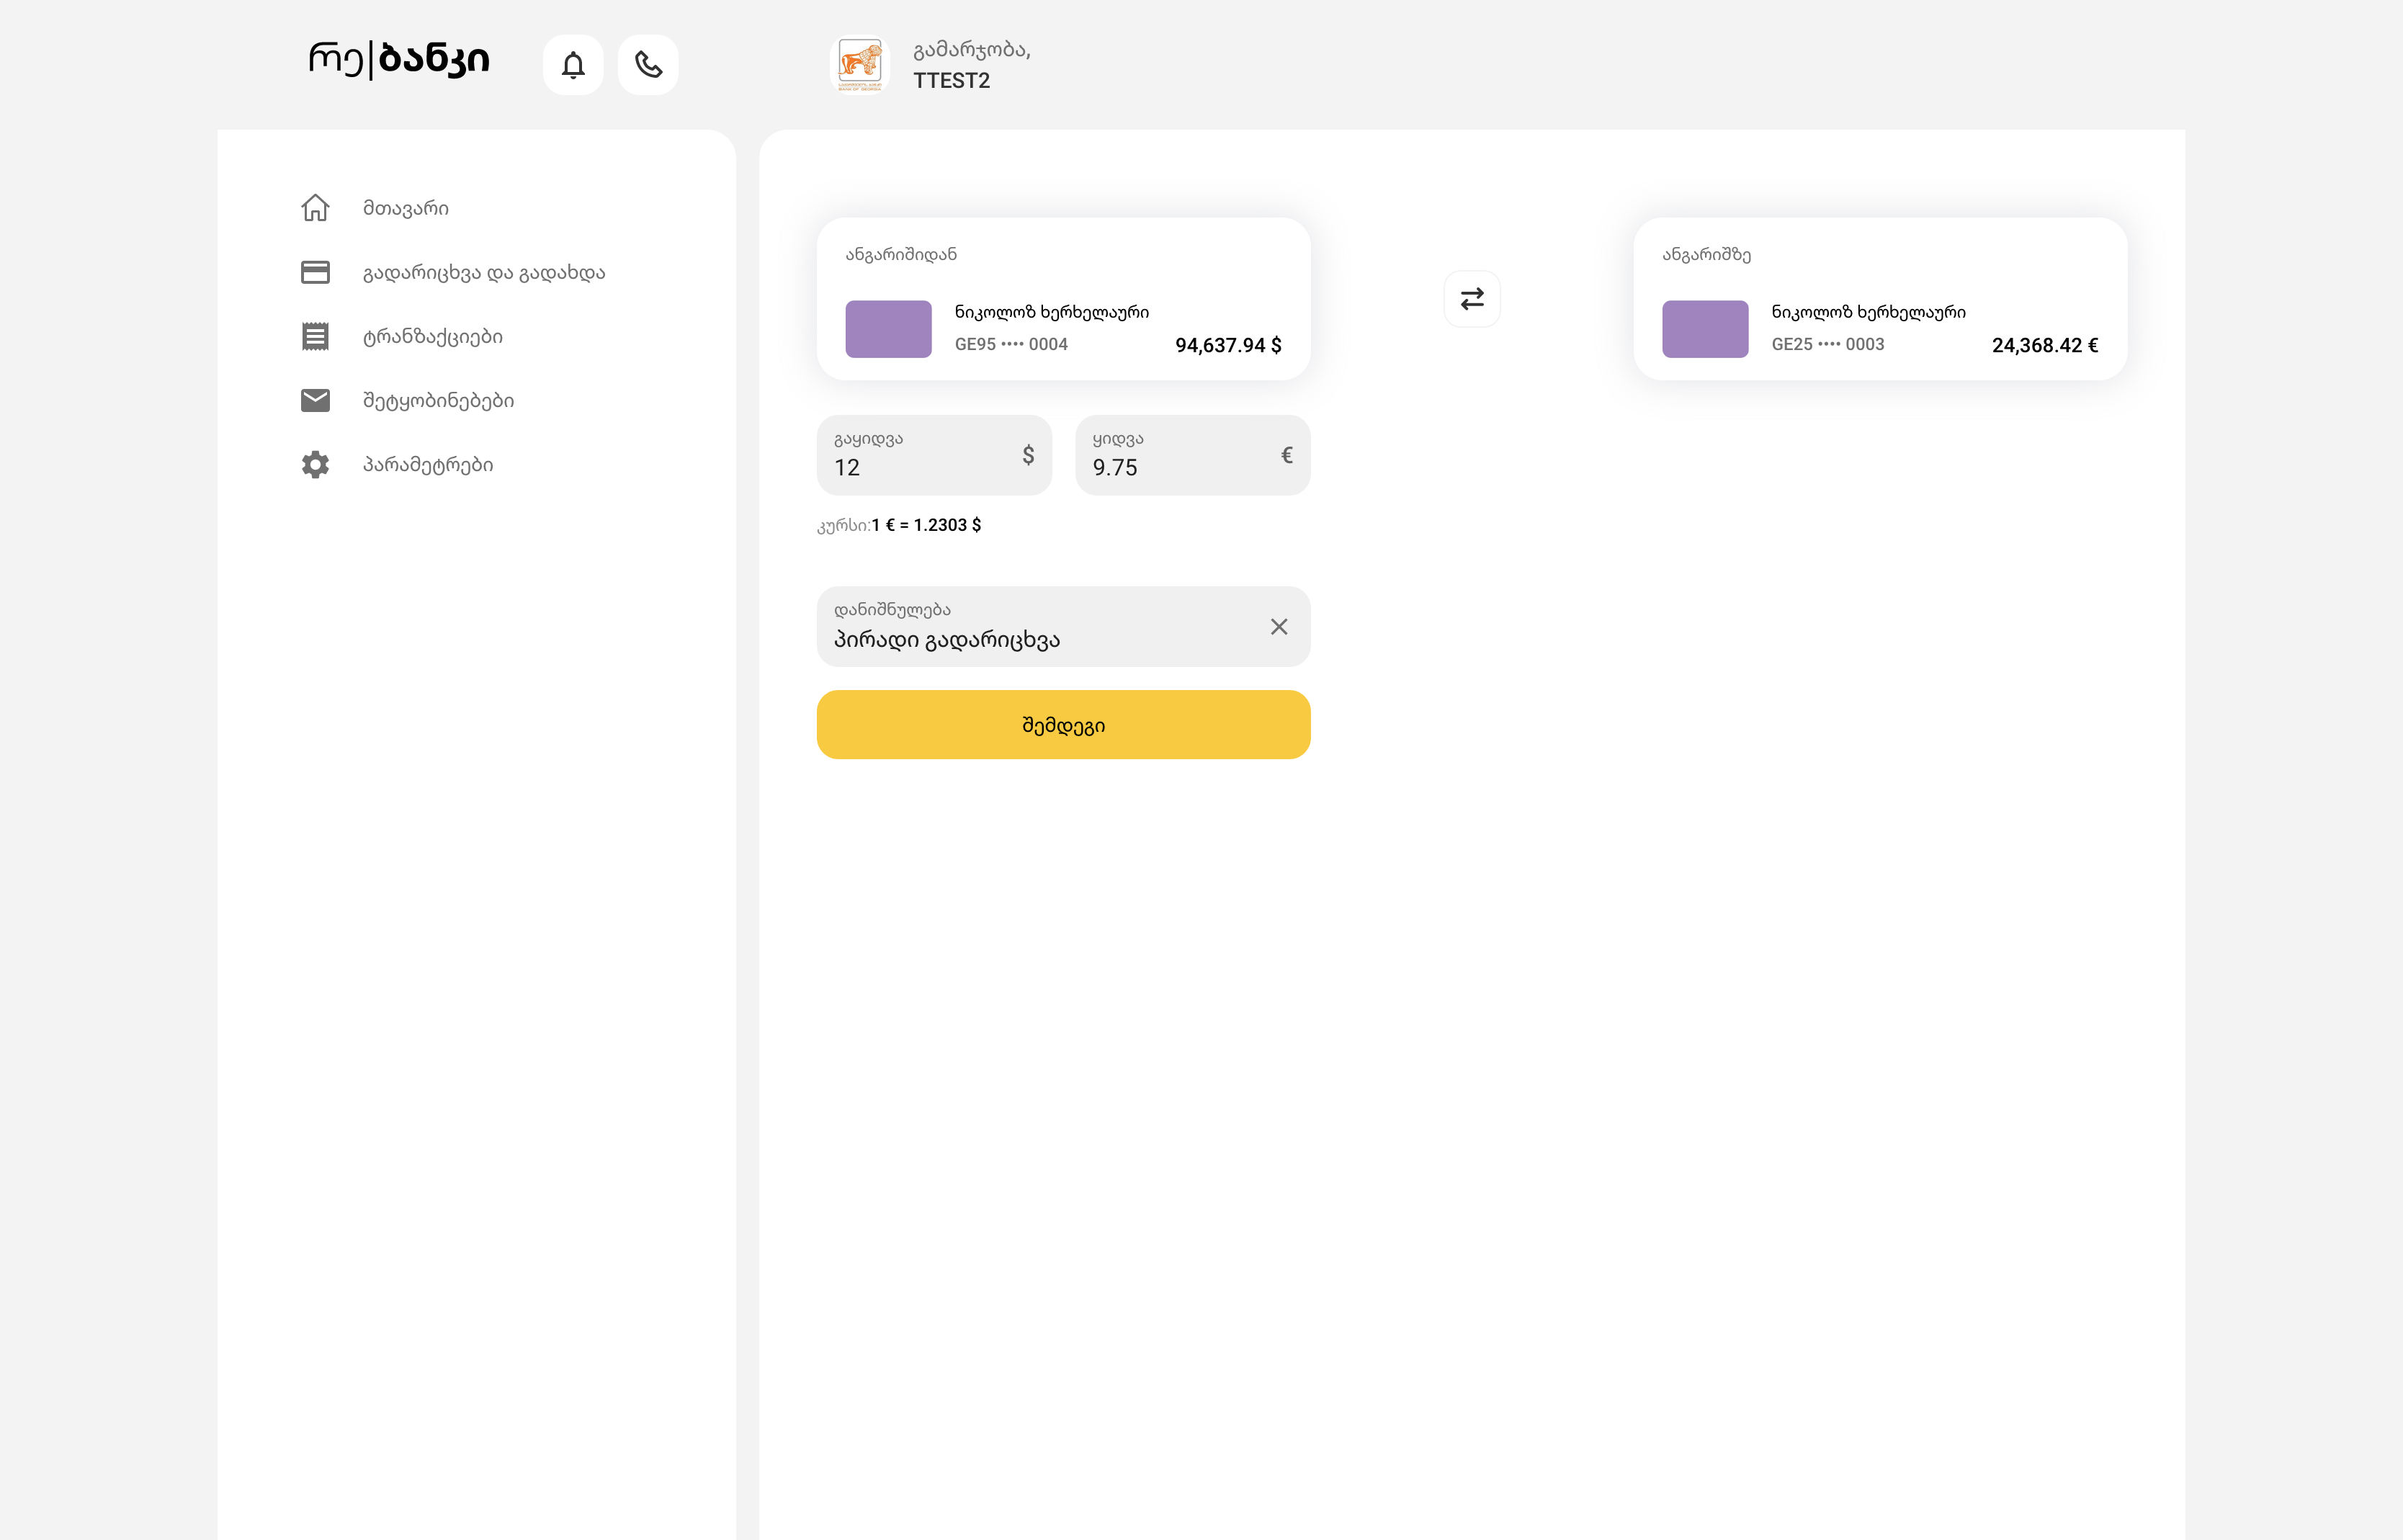 რე|ბანკი
გამარჯობა,
TTEST2
მთავარი
გადარიცხვა და გადახდა
ტრანზაქციები
შეტყობინებები
პარამეტრები
ანგარიშიდან
ნიკოლოზ ხერხელაური
GE95 •••• 0004
94,637.94 $
ანგარიშზე
ნიკოლოზ ხერხელაური
GE25 •••• 0003
24,368.42 €
გაყიდვა
12
$
ყიდვა
9.75
€
კურსი:1 € = 1.2303 $
დანიშნულება
პირადი გადარიცხვა
შემდეგი